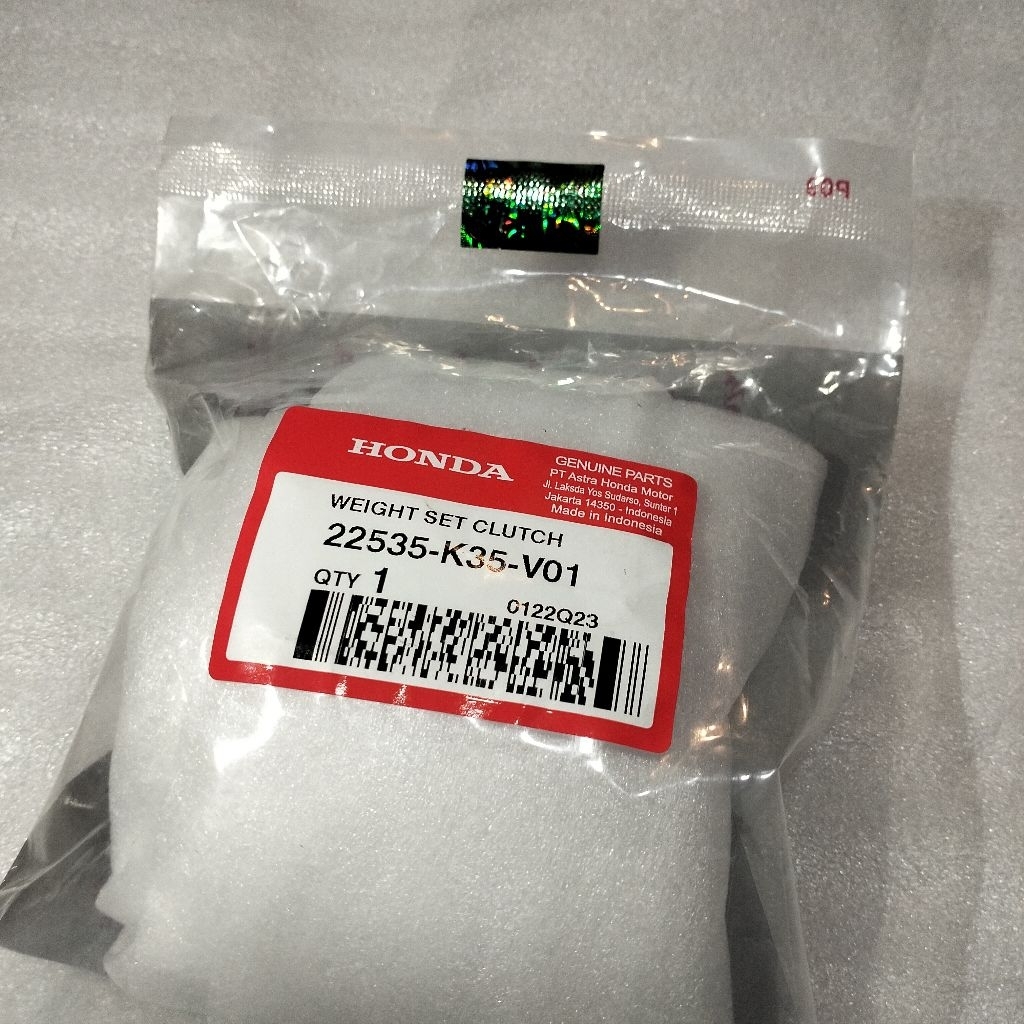 P09
HONDA
GENUINE PARTS
PT Astra Honda Motor
Jl. Laksda Yos Sudarso, Sunter 1
Jakarta 14350 - Indonesia
Made in Indonesia
WEIGHT SET CLUTCH
22535-K35-V01
QTY 1
0122Q23